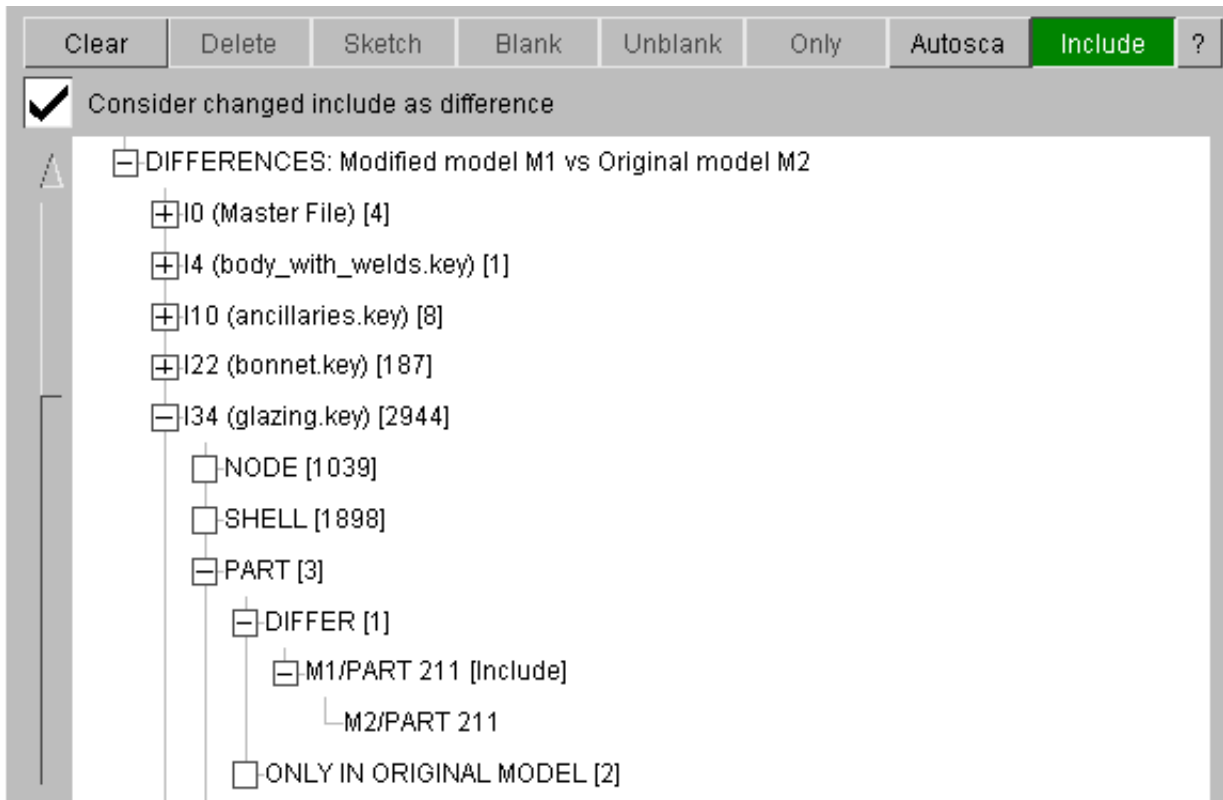 Clear Delete Sketch Blank Unblank Only Autosca Include ?
Consider changed include as difference
DIFFERENCES: Modified model M1 vs Original model M2
I0 (Master File) [4]
I4 (body_with_welds.key) [1]
I10 (ancillaries.key) [8]
I22 (bonnet.key) [187]
I34 (glazing.key) [2944]
NODE [1039]
SHELL [1898]
PART [3]
DIFFER [1]
M1/PART 211 [Include]
M2/PART 211
ONLY IN ORIGINAL MODEL [2]